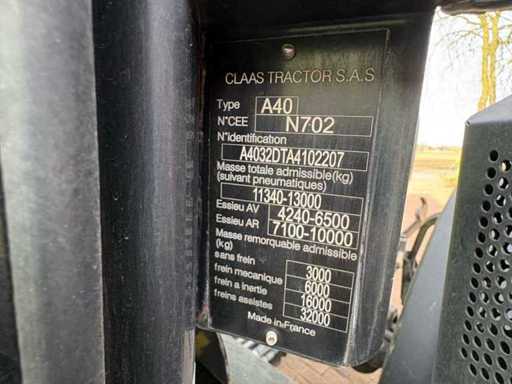 CLAAS TRACTOR S.A.S
Type A40
N°CEE N702
N°identification
A4032DTA4102207
Masse totale admissible(kg)
(suivant pneumatiques)
11340-13000
Essieu AV 4240-6500
Essieu AR 7100-10000
Masse remorquable admissible
(kg)
sans frein 3000
frein mecanique 6000
frein a inertie 16000
freins assistes 32000
Made in France